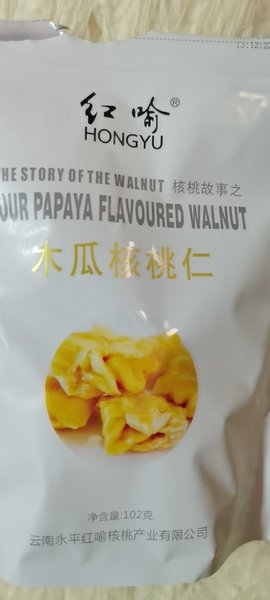 红喻®
HONGYU
HE STORY OF THE WALNUT 核桃故事之
OUR PAPAYA FLAVOURED WALNUT
木瓜核桃仁
净含量:102克
云南永平红喻核桃产业有限公司